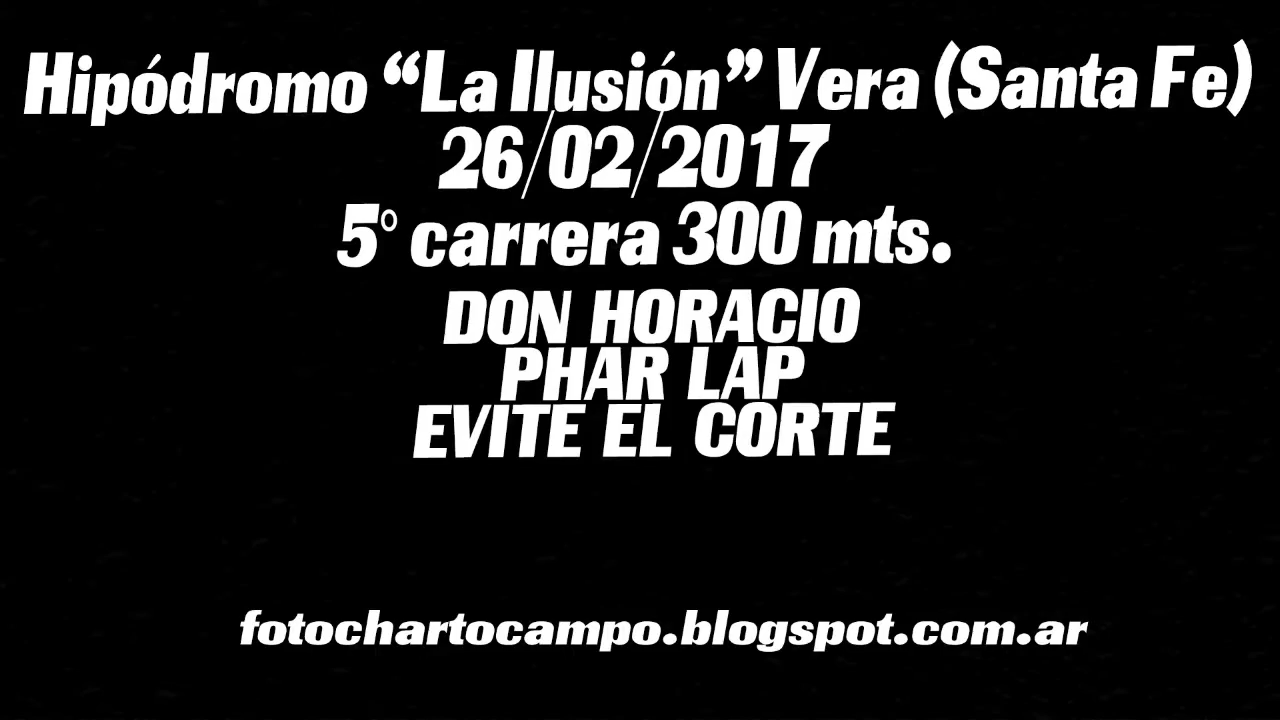 Hipódromo “La Ilusión” Vera (Santa Fe)
26/02/2017
5° carrera 300 mts.
DON HORACIO
PHAR LAP
EVITE EL CORTE
fotochartocampo.blogspot.com.ar